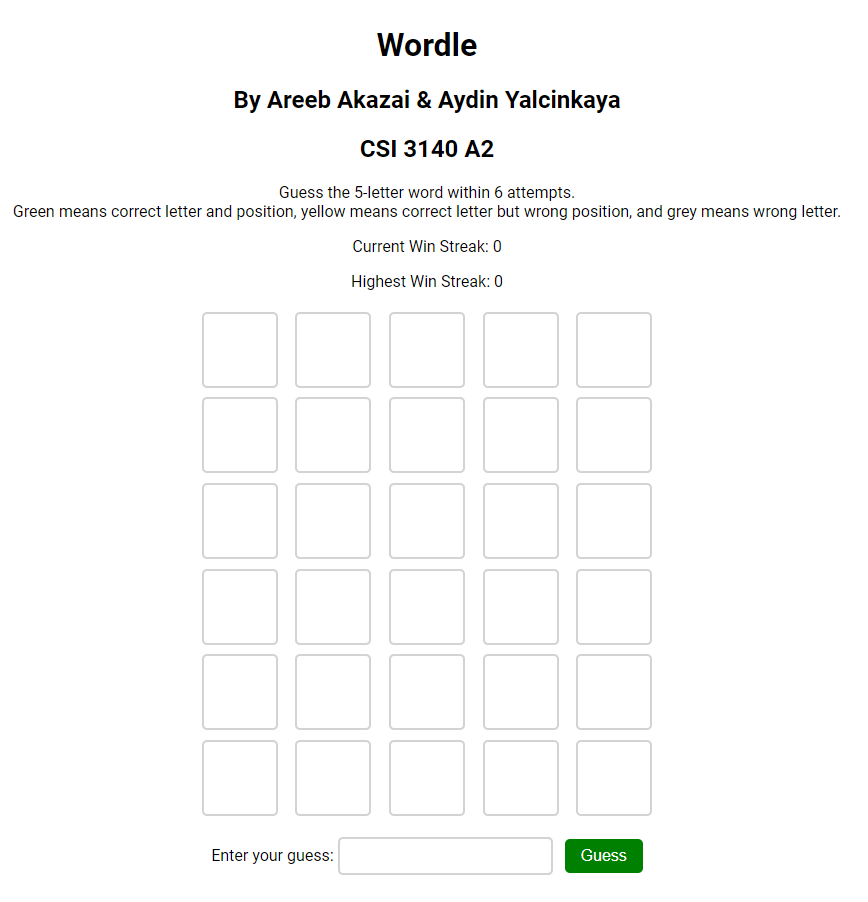 Wordle
By Areeb Akazai & Aydin Yalcinkaya
CSI 3140 A2
Guess the 5-letter word within 6 attempts.
Green means correct letter and position, yellow means correct letter but wrong position, and grey means wrong letter.
Current Win Streak: 0
Highest Win Streak: 0
Enter your guess: Guess